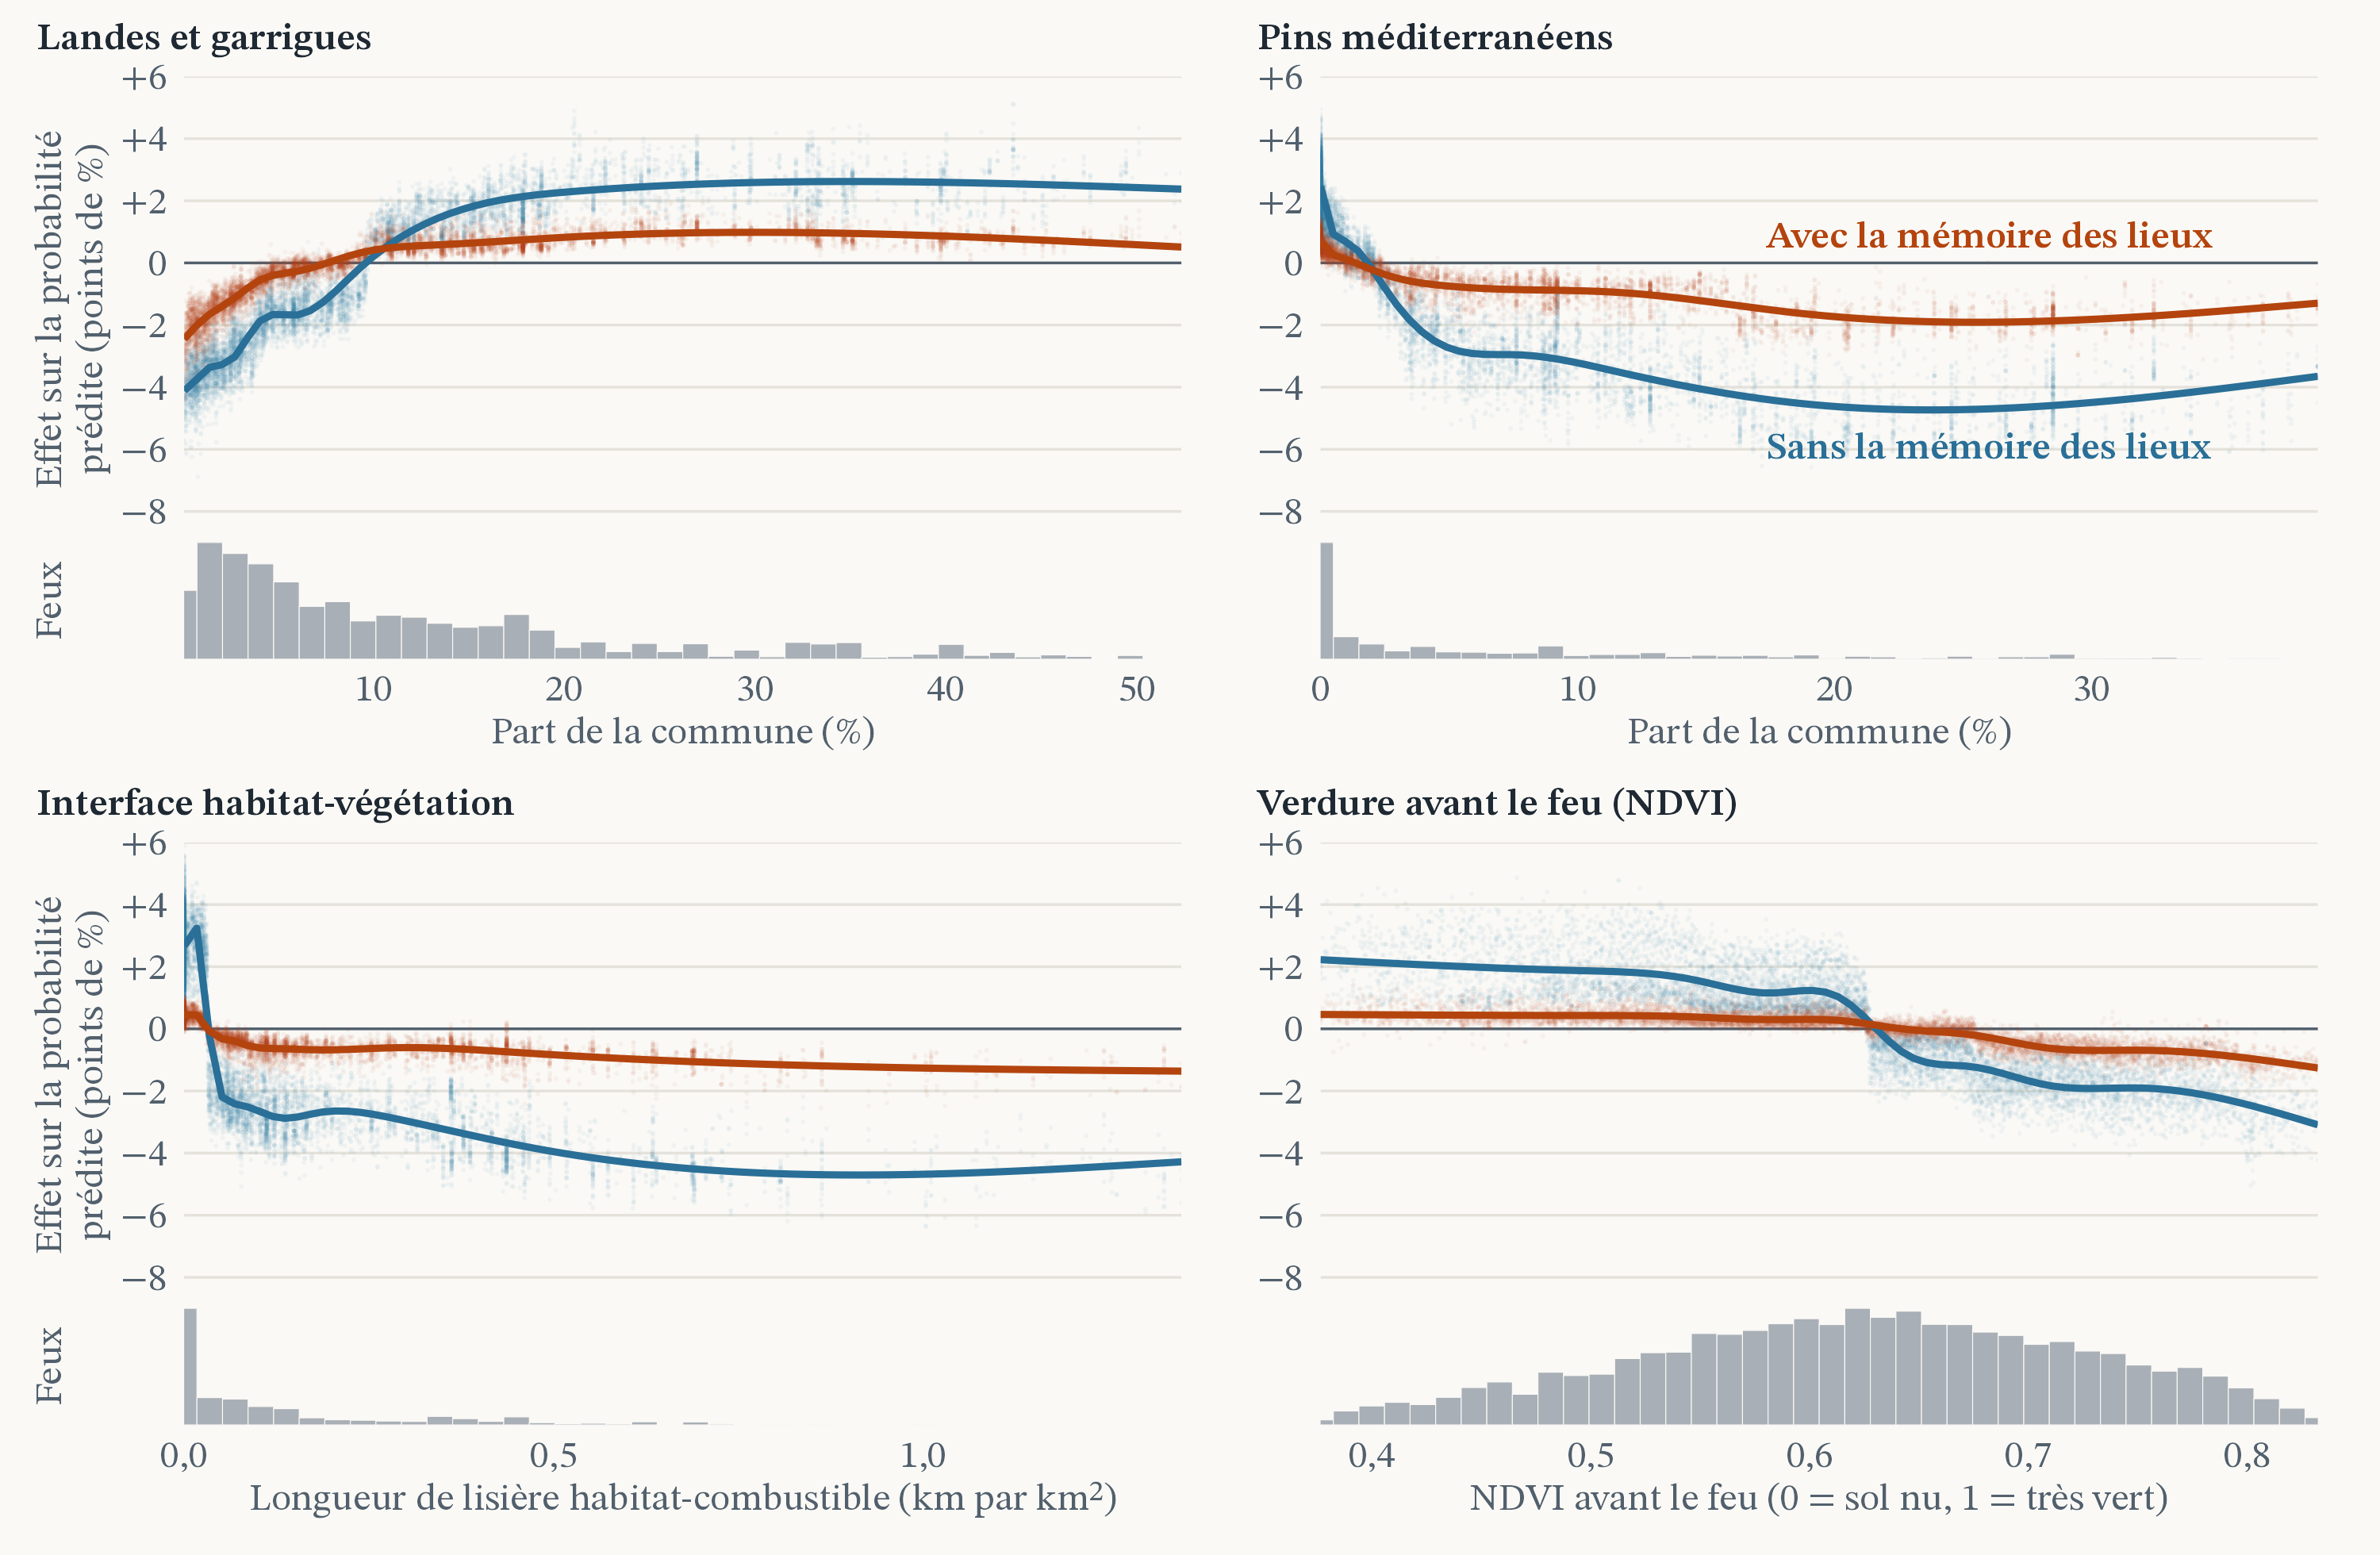 Landes et garrigues
+6
+4
+2
0
−2
−4
−6
−8
Effet sur la probabilité
prédite (points de %)
Feux
10 20 30 40 50
Part de la commune (%)
Pins méditerranéens
+6
+4
+2
0
−2
−4
−6
−8
Avec la mémoire des lieux
Sans la mémoire des lieux
0 10 20 30
Part de la commune (%)
Interface habitat-végétation
+6
+4
+2
0
−2
−4
−6
−8
Effet sur la probabilité
prédite (points de %)
Feux
0,0 0,5 1,0
Longueur de lisière habitat-combustible (km par km²)
Verdure avant le feu (NDVI)
+6
+4
+2
0
−2
−4
−6
−8
0,4 0,5 0,6 0,7 0,8
NDVI avant le feu (0 = sol nu, 1 = très vert)